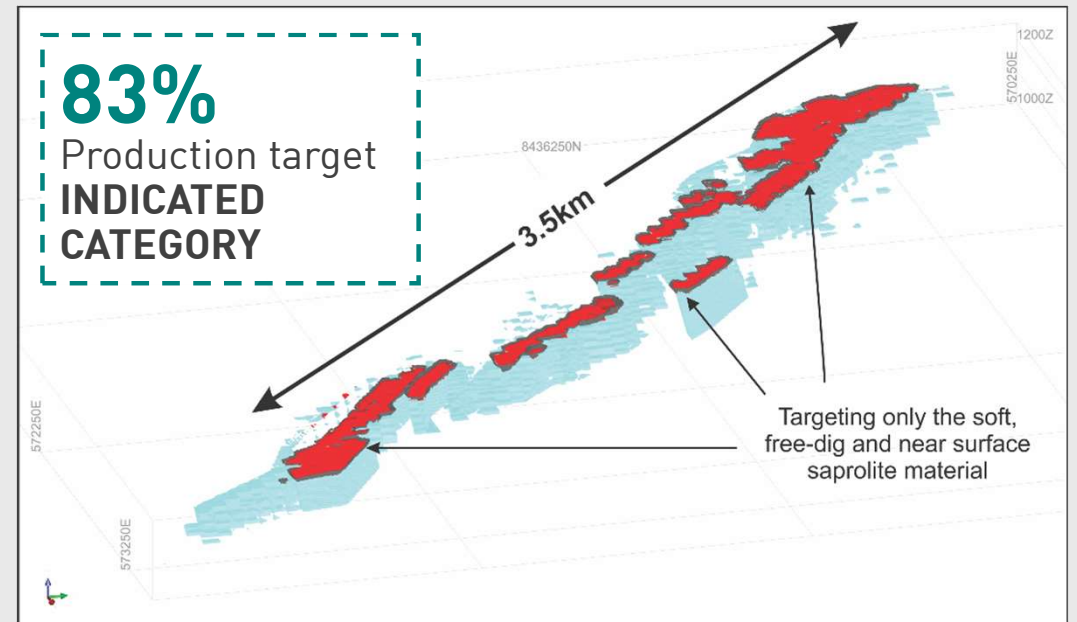 83%
Production target
INDICATED
CATEGORY
1200Z
570250E
51000Z
8436250N
3.5km
Targeting only the soft,
free-dig and near surface
saprolite material
572250E
573250E